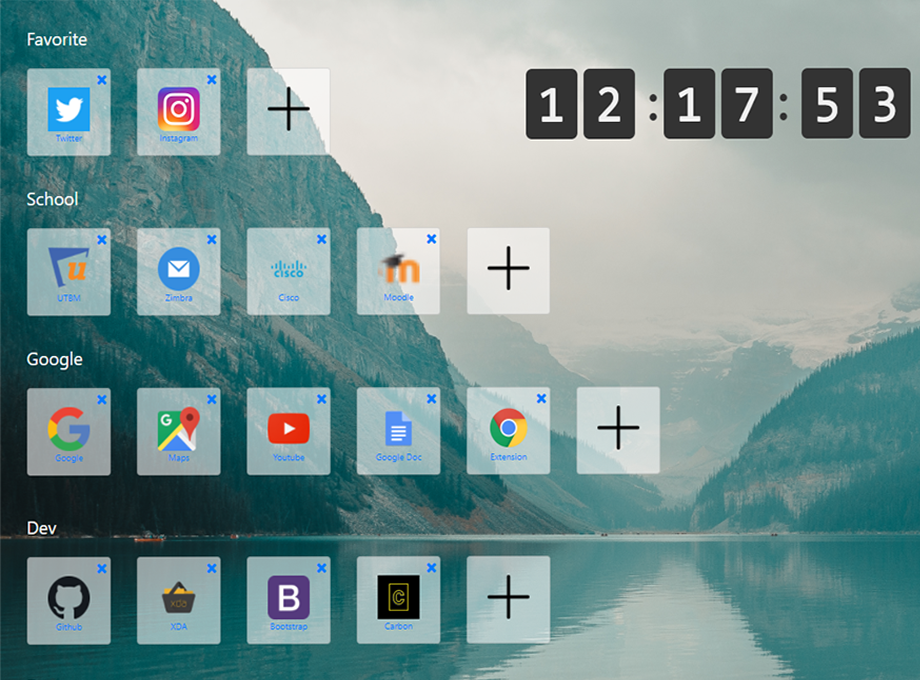 Favorite
12:17:53
Twitter
Instagram
School
UTBM
Zimbra
cisco
Cisco
Moodle
Google
Google
Maps
Youtube
Google Doc
Extension
Dev
Github
xda
XDA
B
Bootstrap
C
Carbon